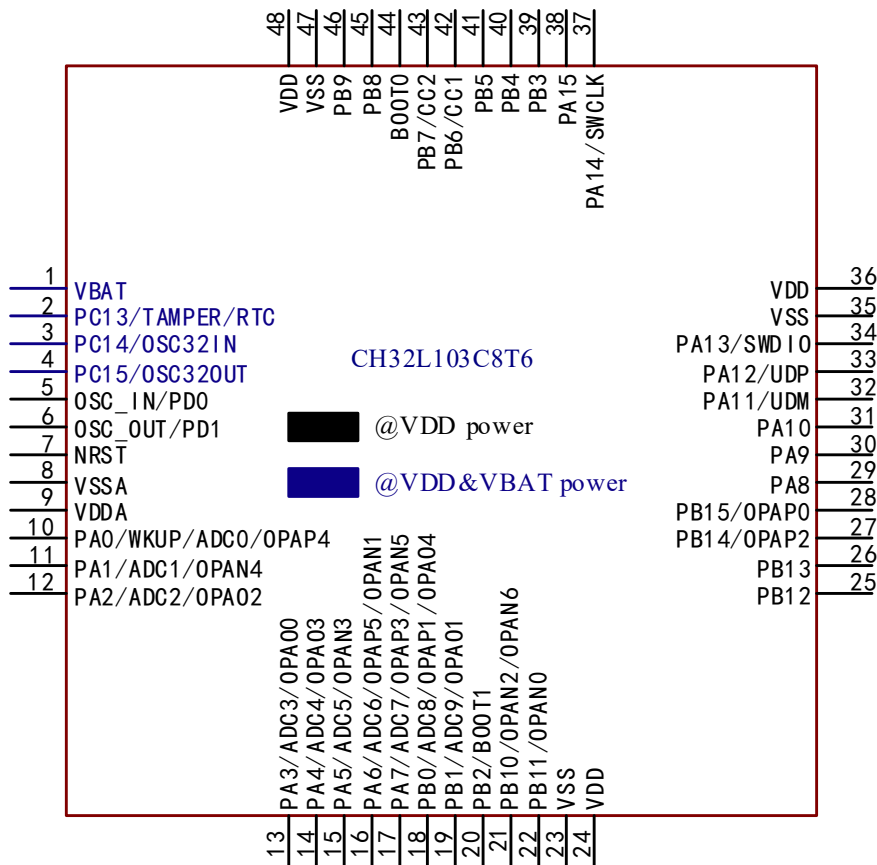 48 47 46 45 44 43 42 41 40 39 38 37
VDD
VSS
PB9
PB8
BOOT0
PB7/CC2
PB6/CC1
PB5
PB4
PB3
PA15
PA14/SWCLK
1 VBAT
2 PC13/TAMPER/RTC
3 PC14/OSC32IN
4 PC15/OSC32OUT
5 OSC_IN/PD0
6 OSC_OUT/PD1
7 NRST
8 VSSA
9 VDDA
10 PA0/WKUP/ADC0/OPAP4
11 PA1/ADC1/OPAN4
12 PA2/ADC2/OPAO2
CH32L103C8T6
@VDD power
@VDD&VBAT power
VDD 36
VSS 35
PA13/SWDIO 34
PA12/UDP 33
PA11/UDM 32
PA10 31
PA9 30
PA8 29
PB15/OPAP0 28
PB14/OPAP2 27
PB13 26
PB12 25
PA3/ADC3/OPAO0
PA4/ADC4/OPAO3
PA5/ADC5/OPAN3
PA6/ADC6/OPAP5/OPAN1
PA7/ADC7/OPAP3/OPAN5
PB0/ADC8/OPAP1/OPAO4
PB1/ADC9/OPAO1
PB2/BOOT1
PB10/OPAN2/OPAN6
PB11/OPAN0
VSS
VDD
13 14 15 16 17 18 19 20 21 22 23 24